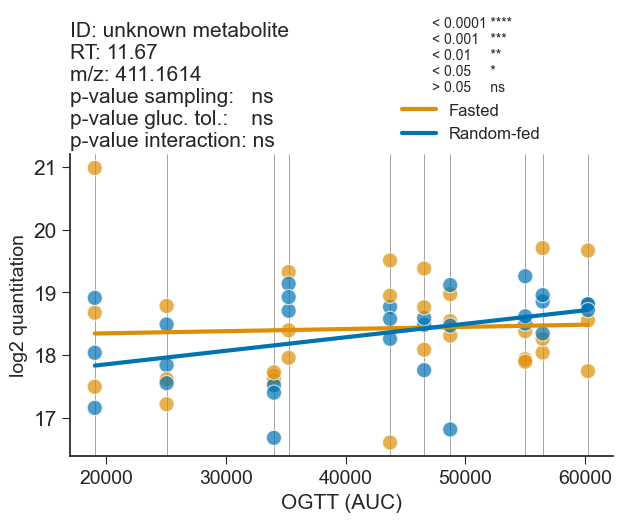 ID: unknown metabolite
RT: 11.67
m/z: 411.1614
p-value sampling: ns
p-value gluc. tol.: ns
p-value interaction: ns
< 0.0001 ****
< 0.001 ***
< 0.01 **
< 0.05 *
> 0.05 ns
Fasted
Random-fed
21
20
19
18
17
log2 quantitation
20000 30000 40000 50000 60000
OGTT (AUC)